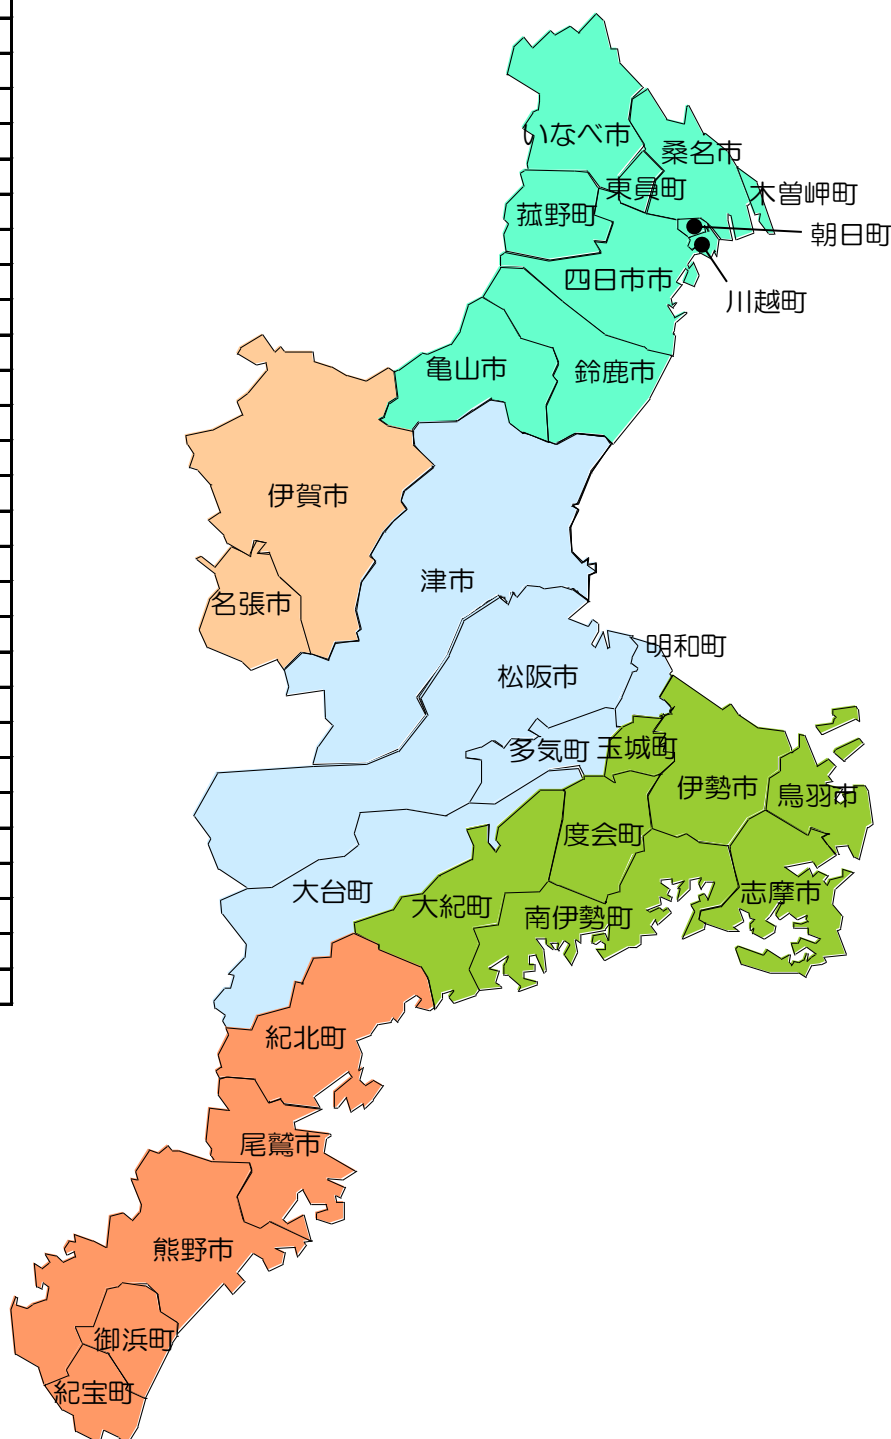 いなべ市
桑名市
東員町
木曽岬町
菰野町
朝日町
四日市市
川越町
亀山市
鈴鹿市
伊賀市
津市
名張市
明和町
松阪市
多気町
玉城町
伊勢市
鳥羽市
度会町
大台町
大紀町
志摩市
南伊勢町
紀北町
尾鷲市
熊野市
御浜町
紀宝町